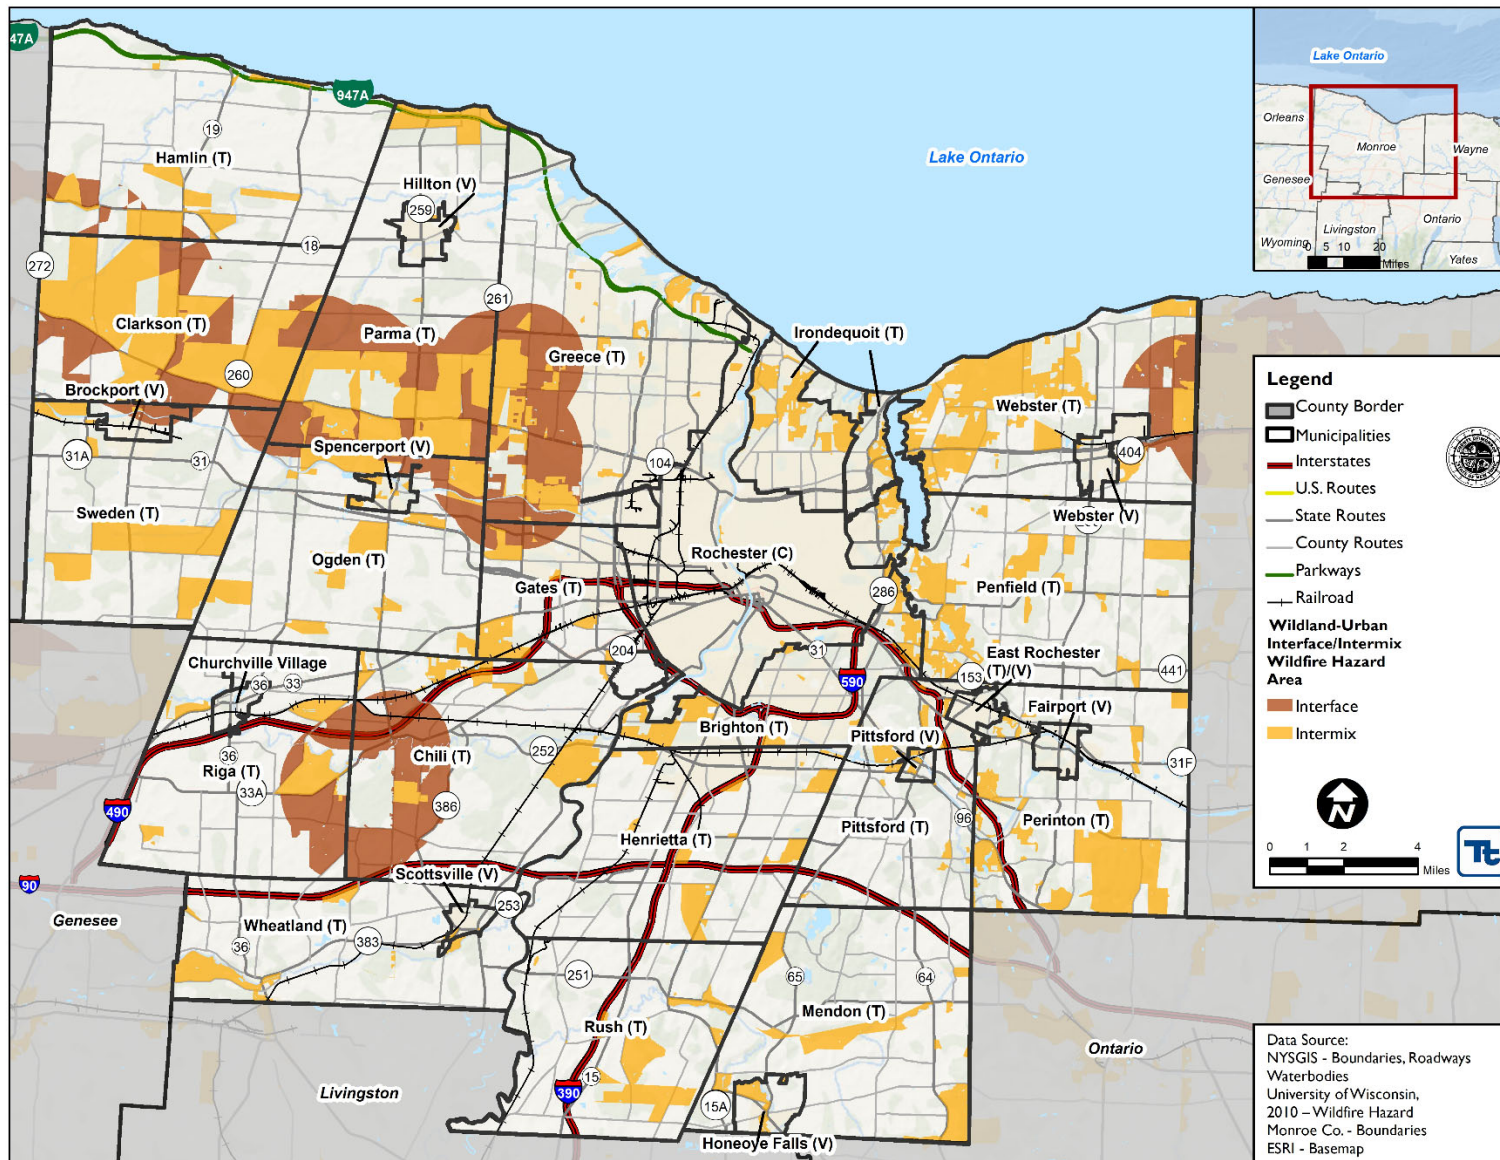 47A
947A
Lake Ontario
19
Hamlin (T)
Hillton (V)
259
18
272
261
Clarkson (T)
Parma (T)
Greece (T)
Irondequoit (T)
260
Brockport (V)
Webster (T)
Spencerport (V)
31A
31
104
404
Sweden (T)
Webster (V)
Ogden (T)
Rochester (C)
Gates (T)
286
Penfield (T)
204
31
East Rochester
(T)/(V)
Churchville Village
36
33
590
153
441
Fairport (V)
Brighton (T)
Pittsford (V)
36
Chili (T)
252
31F
Riga (T)
33A
386
490
96
Pittsford (T)
Perinton (T)
Henrietta (T)
90
Scottsville (V)
253
Genesee
Wheatland (T)
36
383
251
65
64
Mendon (T)
Rush (T)
Ontario
15
390
Livingston
15A
Honeoye Falls (V)
Lake Ontario
Orleans
Monroe
Wayne
Genesee
Ontario
Livingston
Wyoming
Yates
0 5 10 20
Miles
Legend
County Border
Municipalities
Interstates
U.S. Routes
State Routes
County Routes
Parkways
Railroad
Wildland-Urban
Interface/Intermix
Wildfire Hazard
Area
Interface
Intermix
N
0 1 2 4
Miles
Tt
Data Source:
NYSGIS - Boundaries, Roadways
Waterbodies
University of Wisconsin,
2010 – Wildfire Hazard
Monroe Co. - Boundaries
ESRI - Basemap